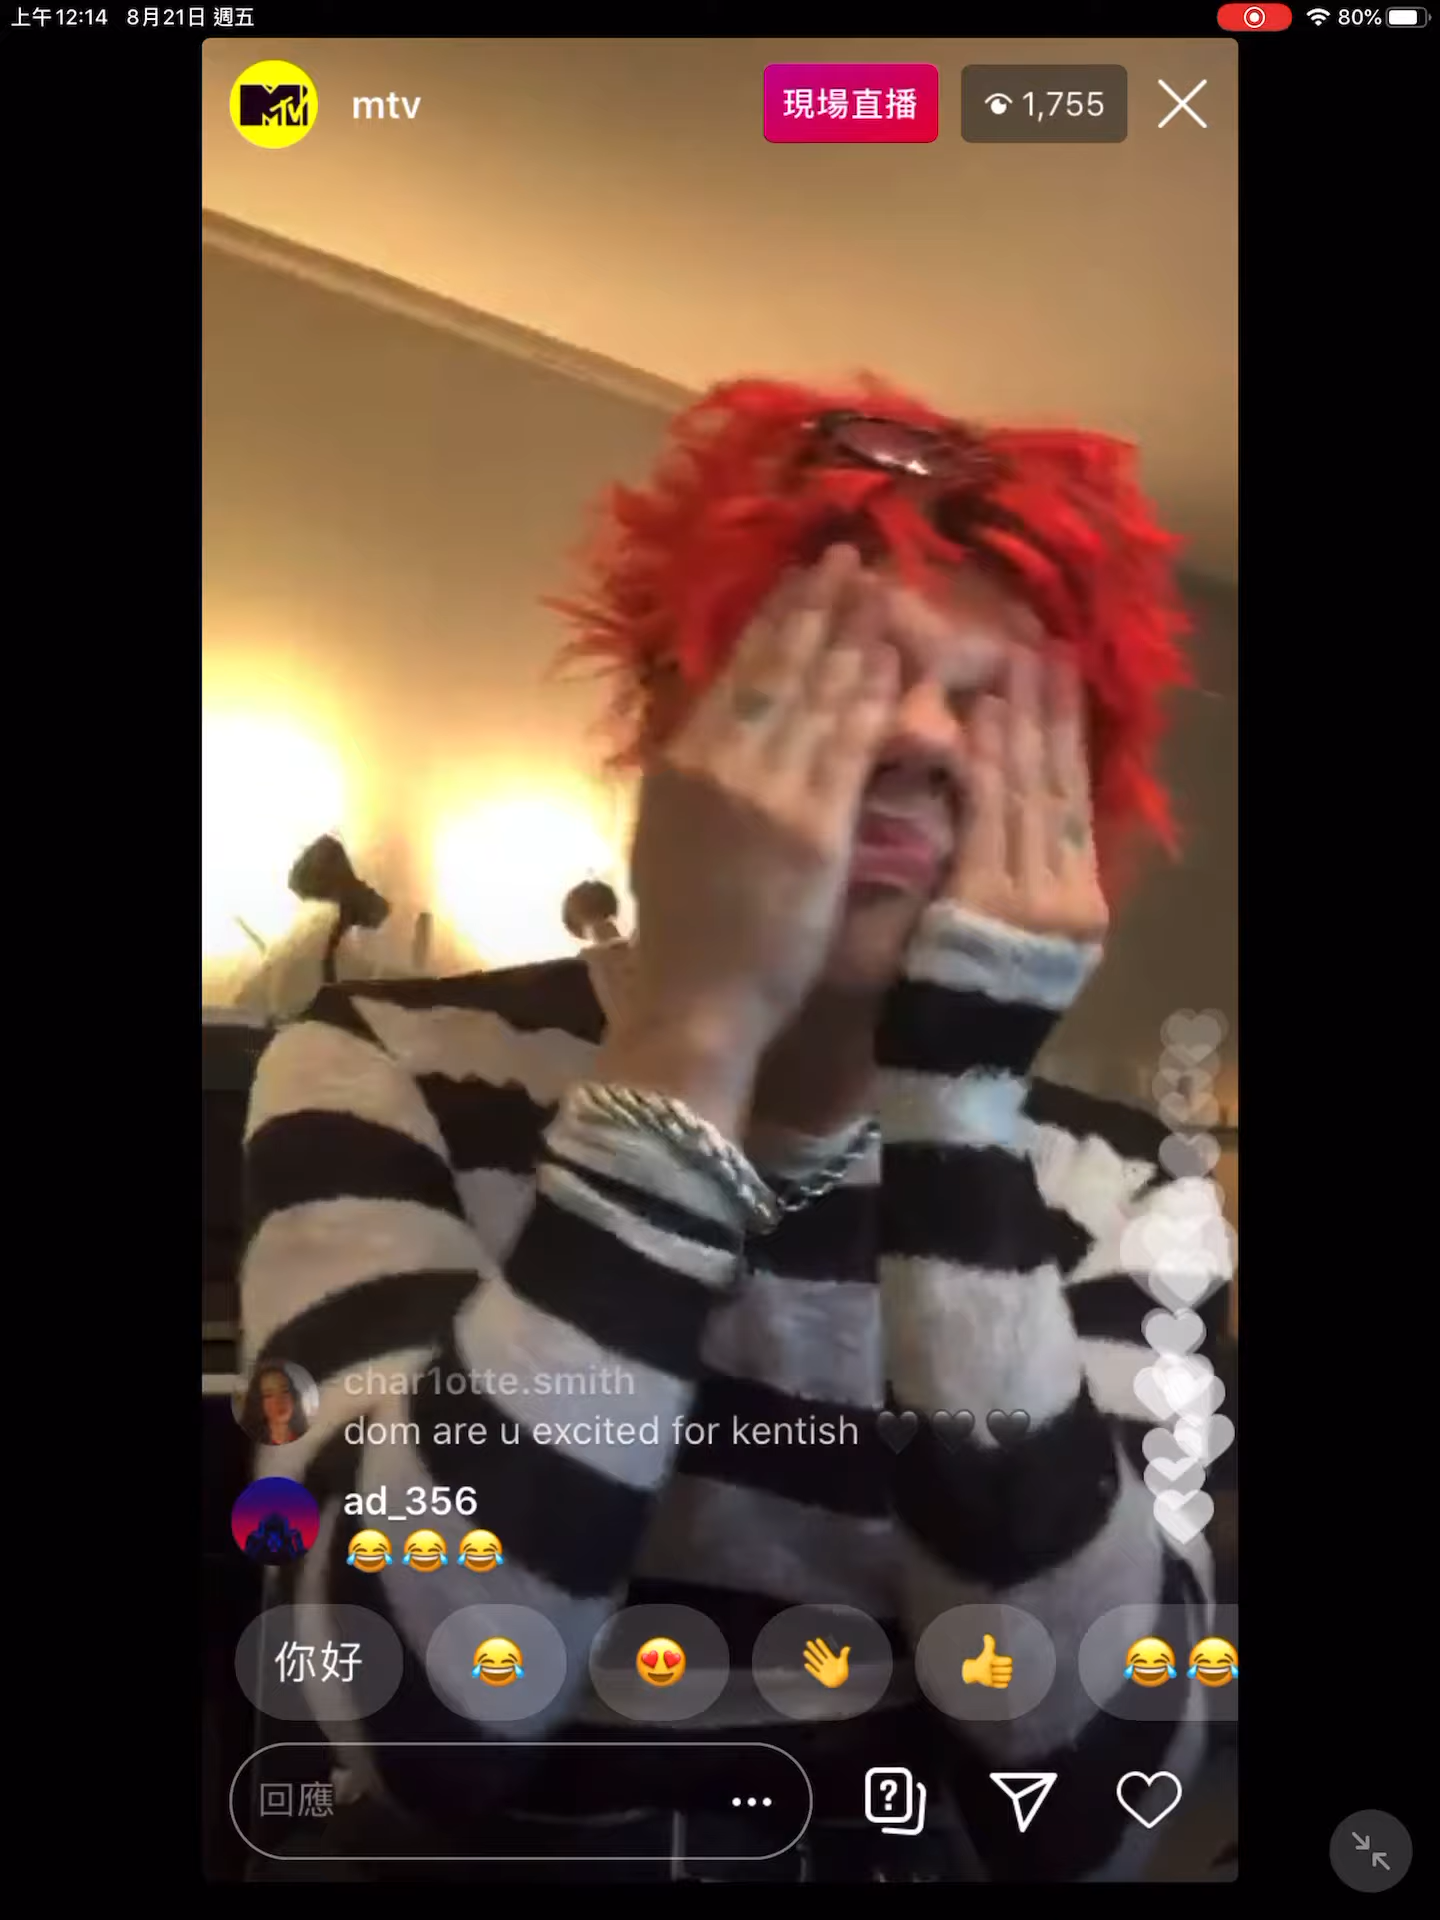 上午12:14 8月21日 週五
80%
MTV
mtv
現場直播
1,755
char1otte.smith
dom are u excited for kentish 🖤🖤🖤
ad_356
😂😂😂
你好 😂 😍 👋 👍 😂😂
回應